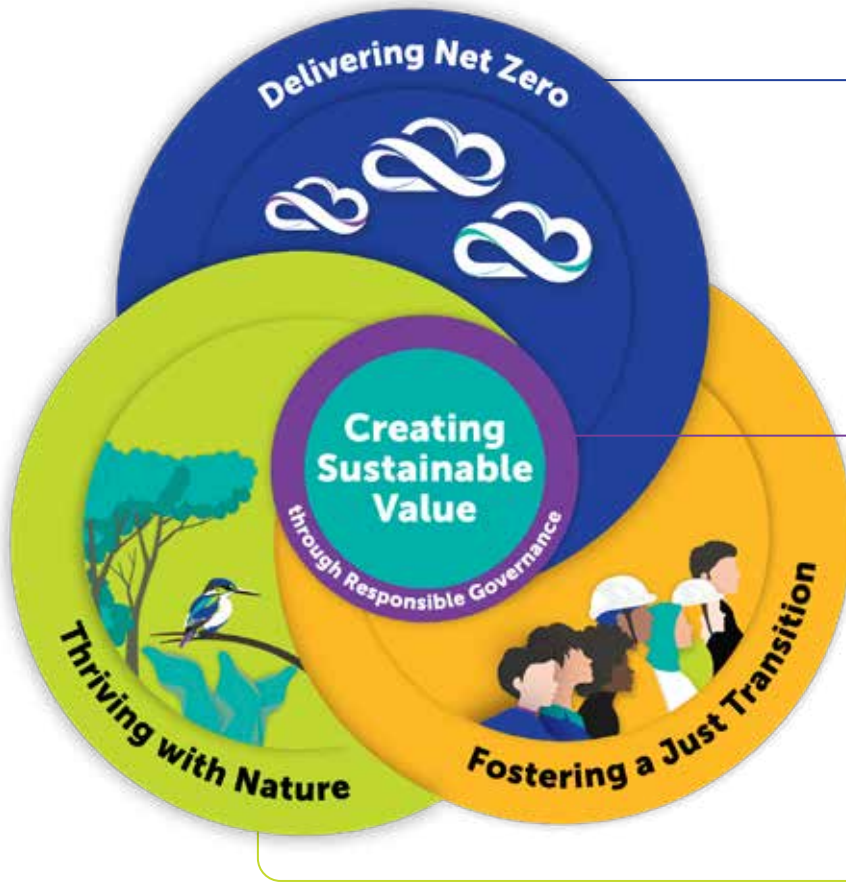 Delivering Net Zero
Creating
Sustainable
Value
through Responsible Governance
Thriving with Nature
Fostering a Just Transition